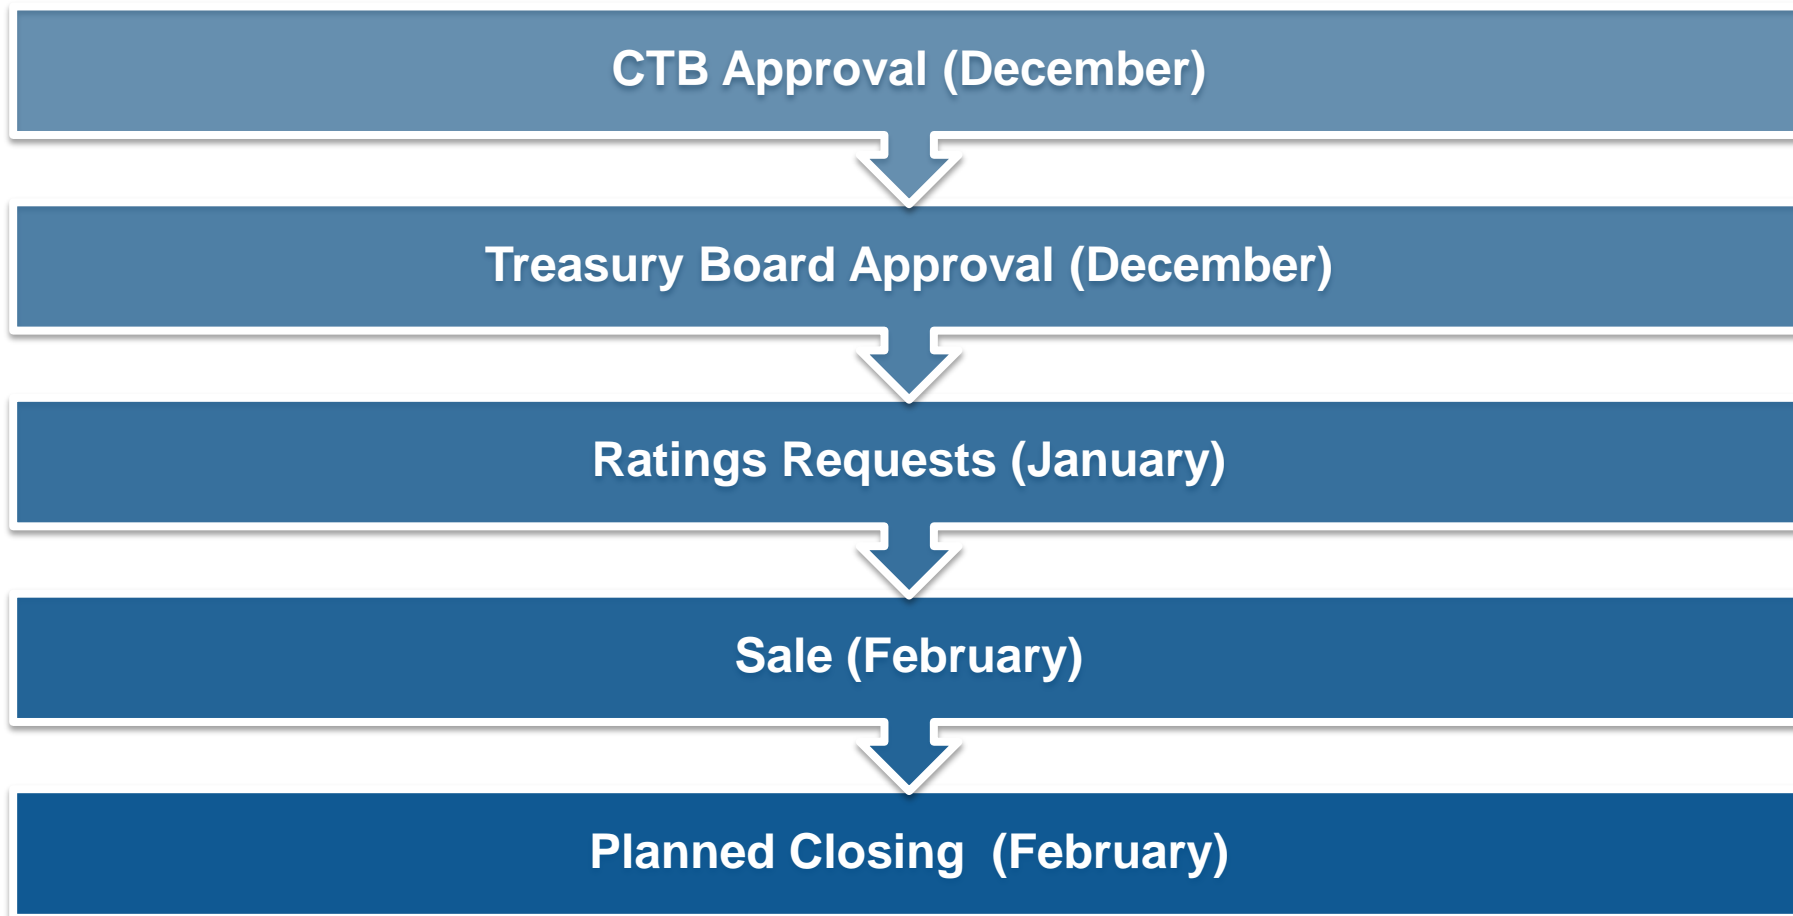 CTB Approval (December)
Treasury Board Approval (December)
Ratings Requests (January)
Sale (February)
Planned Closing  (February)